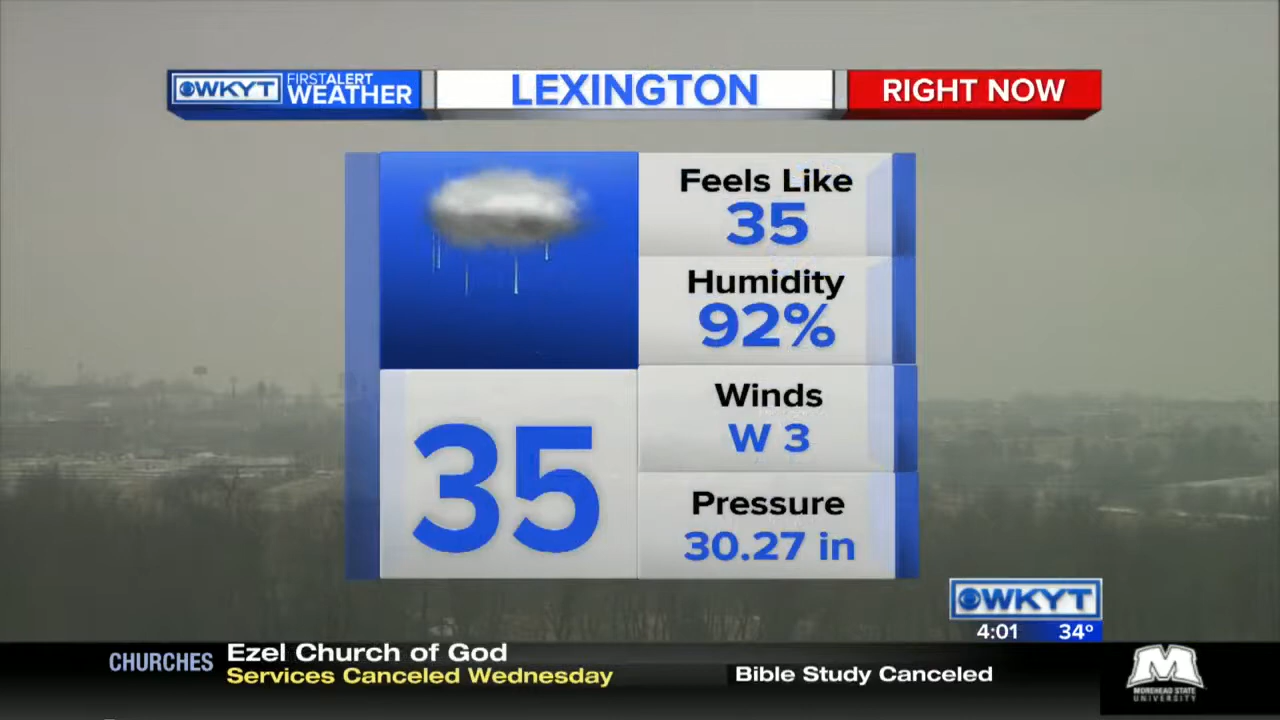 WKYT
FIRST ALERT
WEATHER
LEXINGTON
RIGHT NOW
Feels Like
35
Humidity
92%
35
Winds
W 3
Pressure
30.27 in
WKYT
4:01 34°
CHURCHES
Ezel Church of God
Services Canceled Wednesday
Bible Study Canceled
M
MOREHEAD STATE
UNIVERSITY